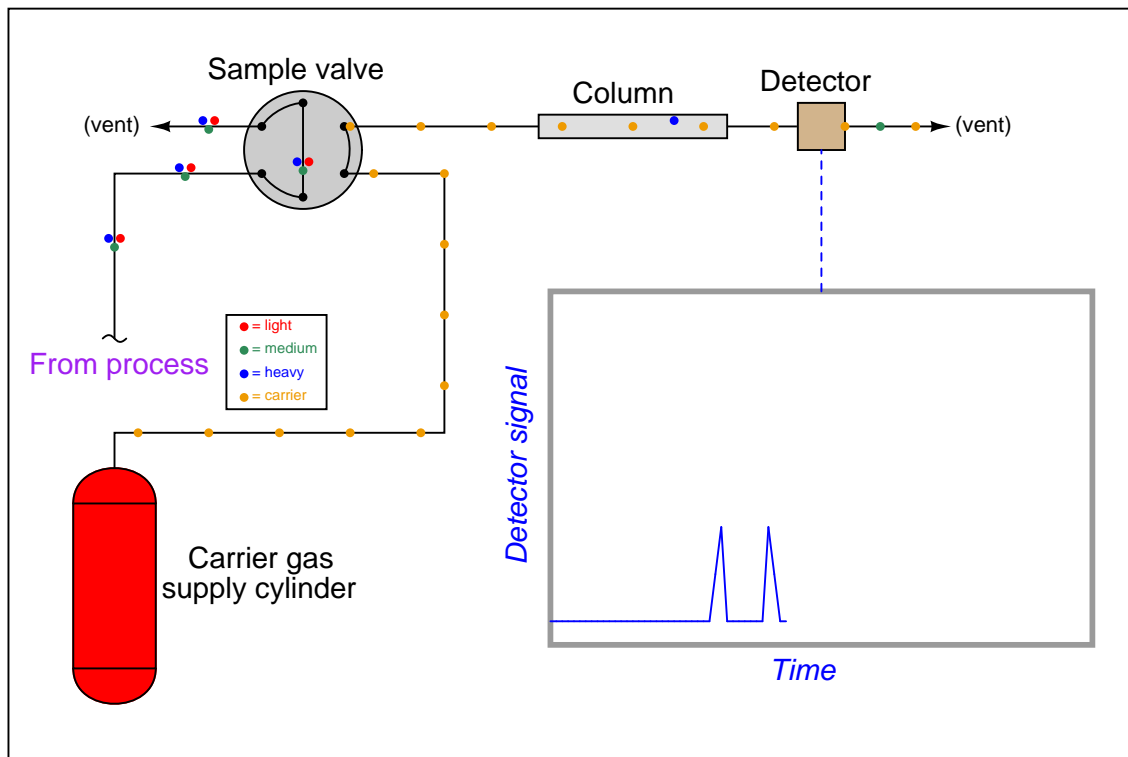 Sample valve
Column
Detector
(vent)
(vent)
= light
= medium
= heavy
= carrier
From process
Carrier gas
supply cylinder
Detector signal
Time